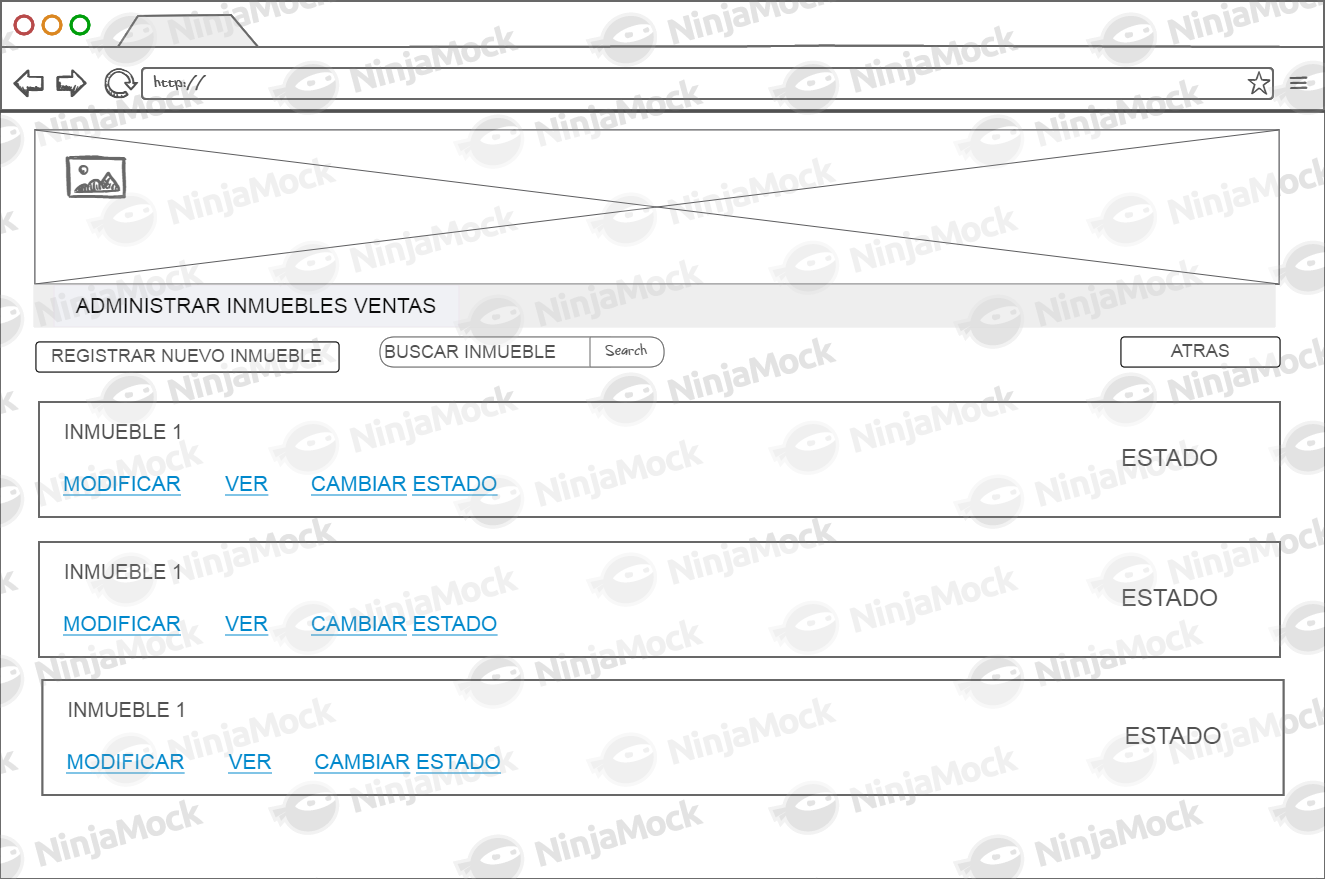 http://
ADMINISTRAR INMUEBLES VENTAS
REGISTRAR NUEVO INMUEBLE
BUSCAR INMUEBLE
Search
ATRAS
INMUEBLE 1
ESTADO
MODIFICAR VER CAMBIAR ESTADO
INMUEBLE 1
ESTADO
MODIFICAR VER CAMBIAR ESTADO
INMUEBLE 1
ESTADO
MODIFICAR VER CAMBIAR ESTADO
NinjaMock